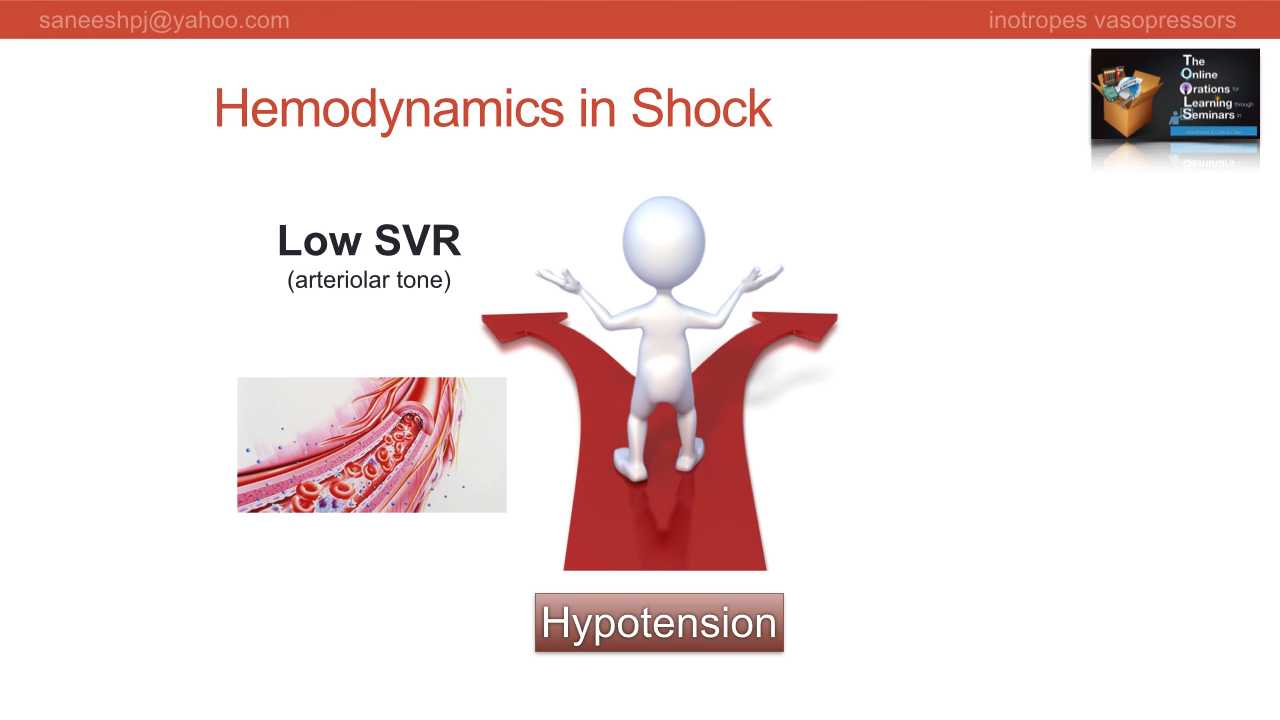 saneeshpj@yahoo.com
inotropes vasopressors
The
Online
Orations for
Learning through
Seminars in
Hemodynamics in Shock
Low SVR
(arteriolar tone)
Hypotension